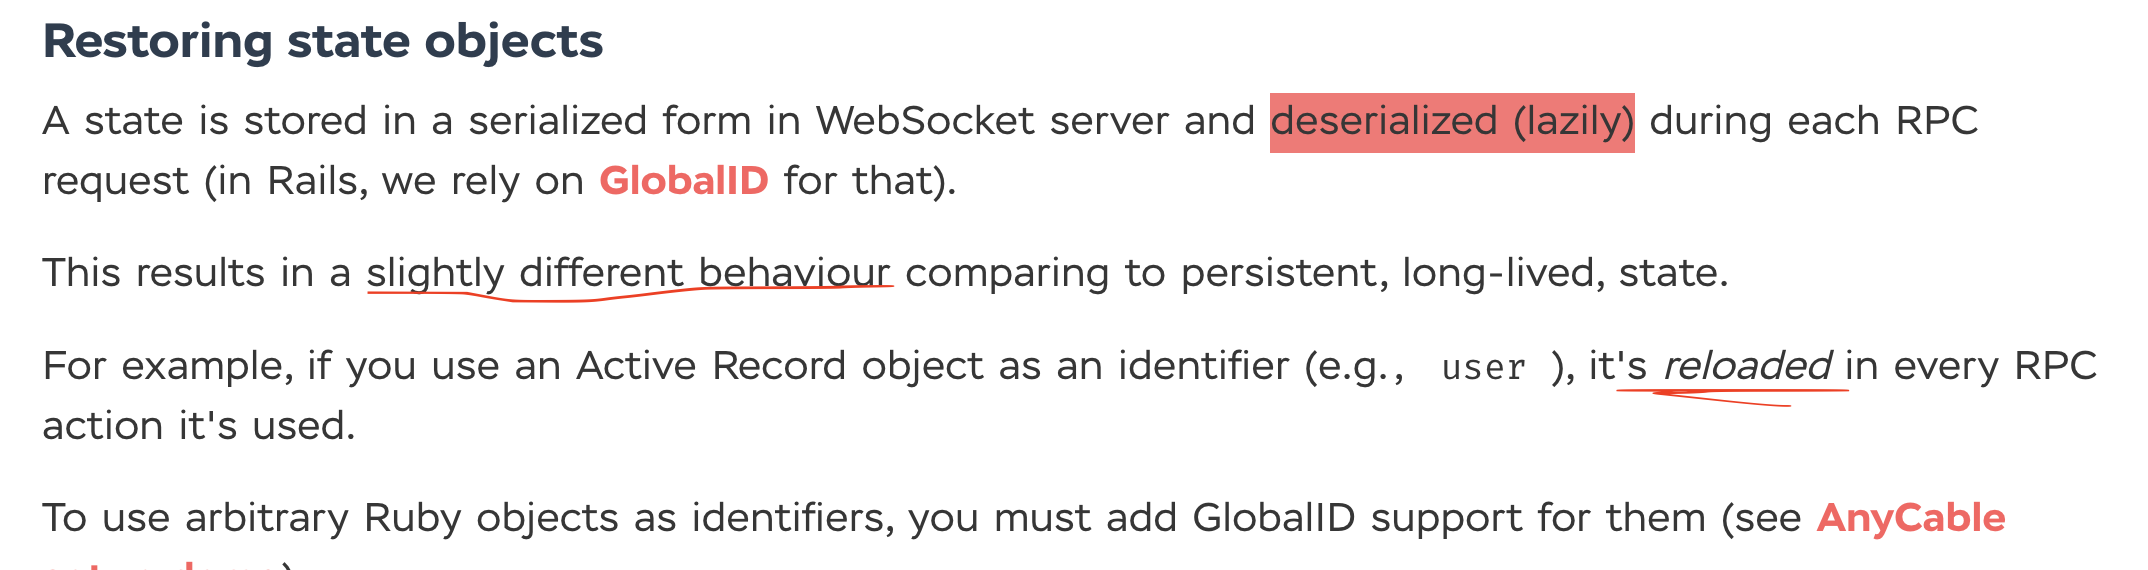 Restoring state objects
A state is stored in a serialized form in WebSocket server and deserialized (lazily) during each RPC
request (in Rails, we rely on GlobalID for that).
This results in a slightly different behaviour comparing to persistent, long-lived, state.
For example, if you use an Active Record object as an identifier (e.g., user ), it's reloaded in every RPC
action it's used.
To use arbitrary Ruby objects as identifiers, you must add GlobalID support for them (see AnyCable